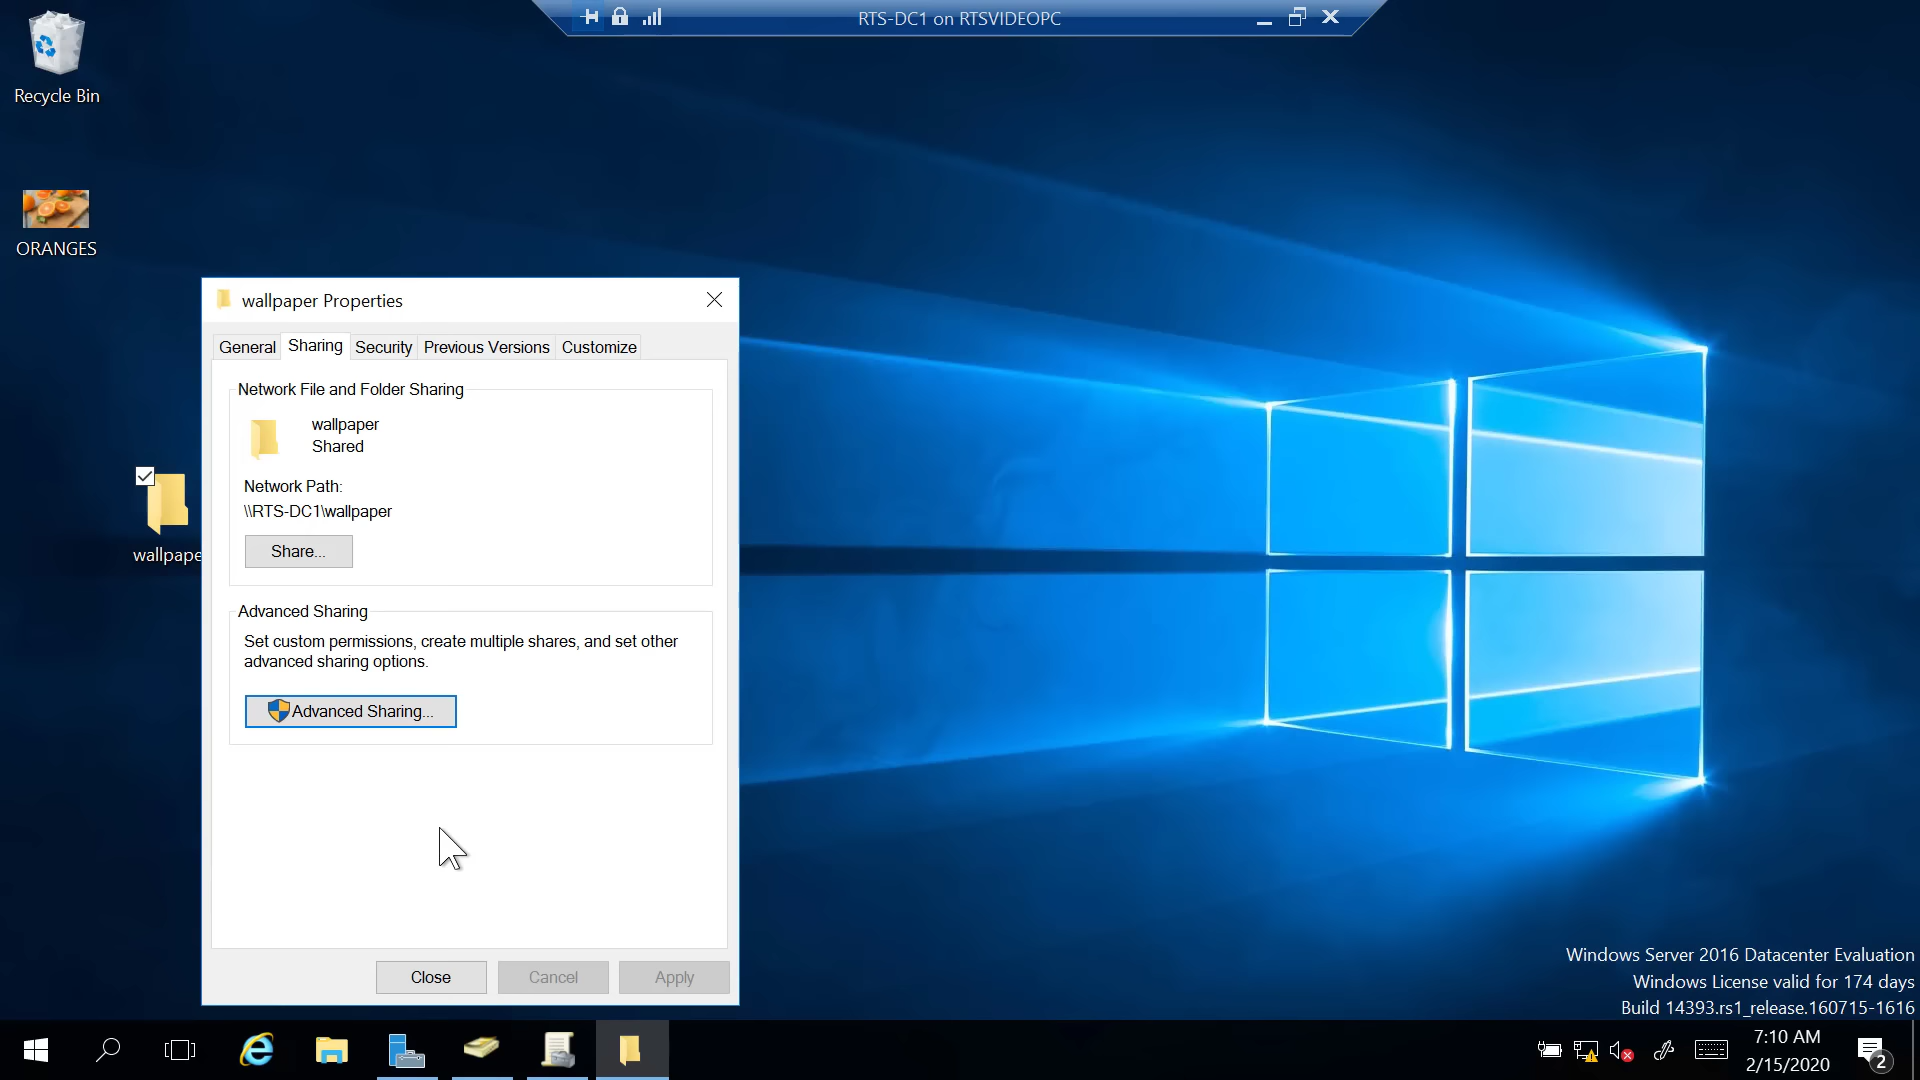 RTS-DC1 on RTSVIDEOPC
Recycle Bin
ORANGES
wallpape
wallpaper Properties
General
Sharing
Security
Previous Versions
Customize
Network File and Folder Sharing
wallpaper
Shared
Network Path:
\\RTS-DC1\wallpaper
Share...
Advanced Sharing
Set custom permissions, create multiple shares, and set other
advanced sharing options.
Advanced Sharing...
Close
Cancel
Apply
Windows Server 2016 Datacenter Evaluation
Windows License valid for 174 days
Build 14393.rs1_release.160715-1616
7:10 AM
2/15/2020
2